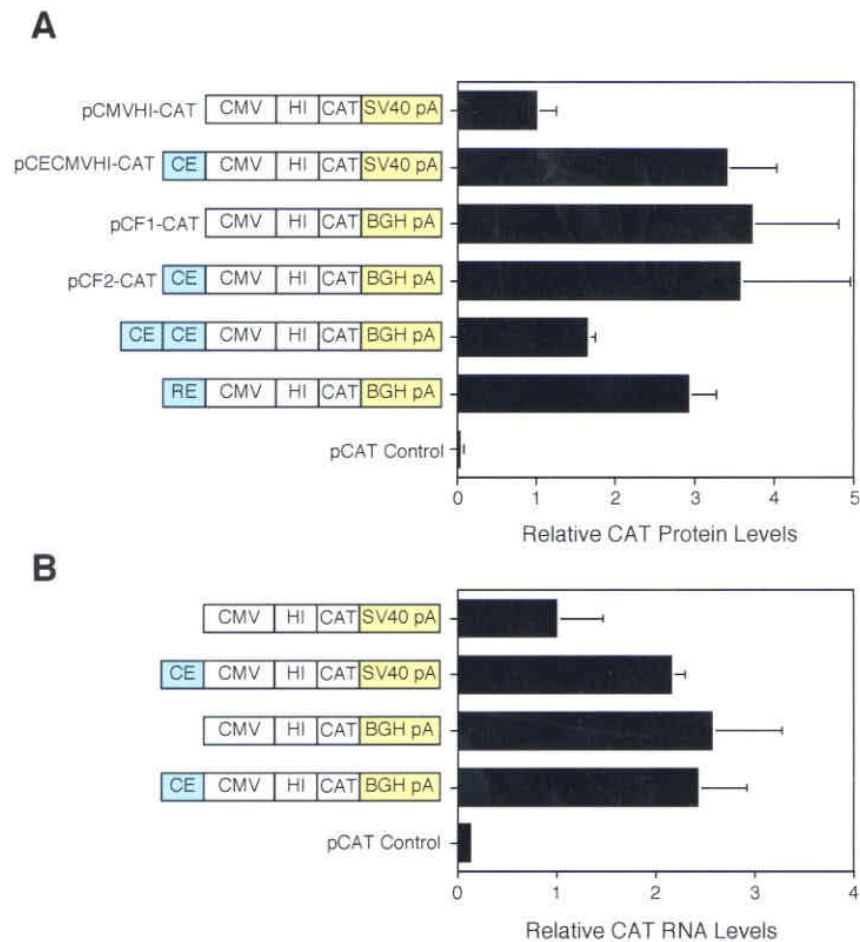 A
pCMVHI-CAT CMV HI CAT SV40 pA
pCECMVHI-CAT CE CMV HI CAT SV40 pA
pCF1-CAT CMV HI CAT BGH pA
pCF2-CAT CE CMV HI CAT BGH pA
CE CE CMV HI CAT BGH pA
RE CMV HI CAT BGH pA
pCAT Control
0 1 2 3 4 5
Relative CAT Protein Levels
B
CMV HI CAT SV40 pA
CE CMV HI CAT SV40 pA
CMV HI CAT BGH pA
CE CMV HI CAT BGH pA
pCAT Control
0 1 2 3 4
Relative CAT RNA Levels